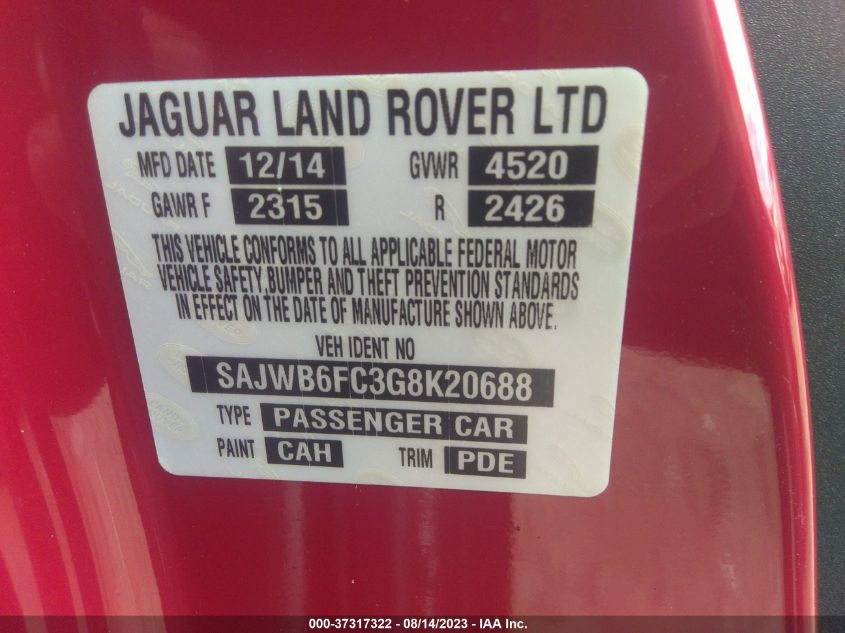 JAGUAR LAND ROVER LTD
MFD DATE 12/14 GVWR 4520
GAWR F 2315 R 2426
THIS VEHICLE CONFORMS TO ALL APPLICABLE FEDERAL MOTOR
VEHICLE SAFETY,BUMPER AND THEFT PREVENTION STANDARDS
IN EFFECT ON THE DATE OF MANUFACTURE SHOWN ABOVE.
VEH IDENT NO
SAJWB6FC3G8K20688
TYPE PASSENGER CAR
PAINT CAH TRIM PDE
000-37317322 - 08/14/2023 - IAA Inc.